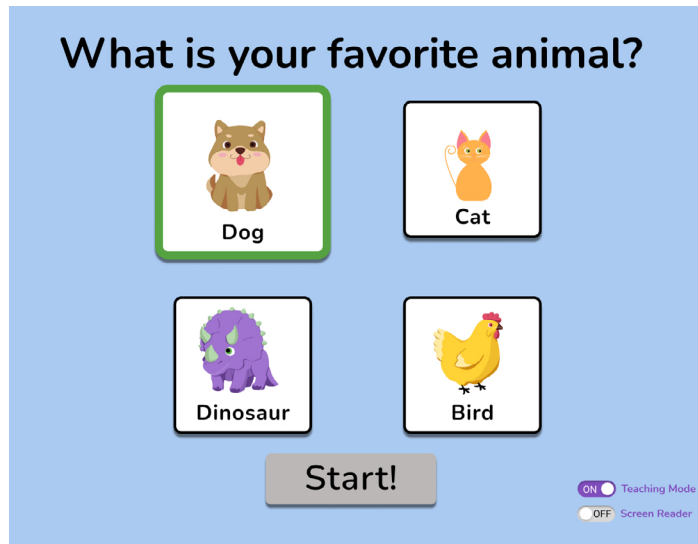 What is your favorite animal?
Dog
Cat
Dinosaur
Bird
Start!
ON Teaching Mode
OFF Screen Reader